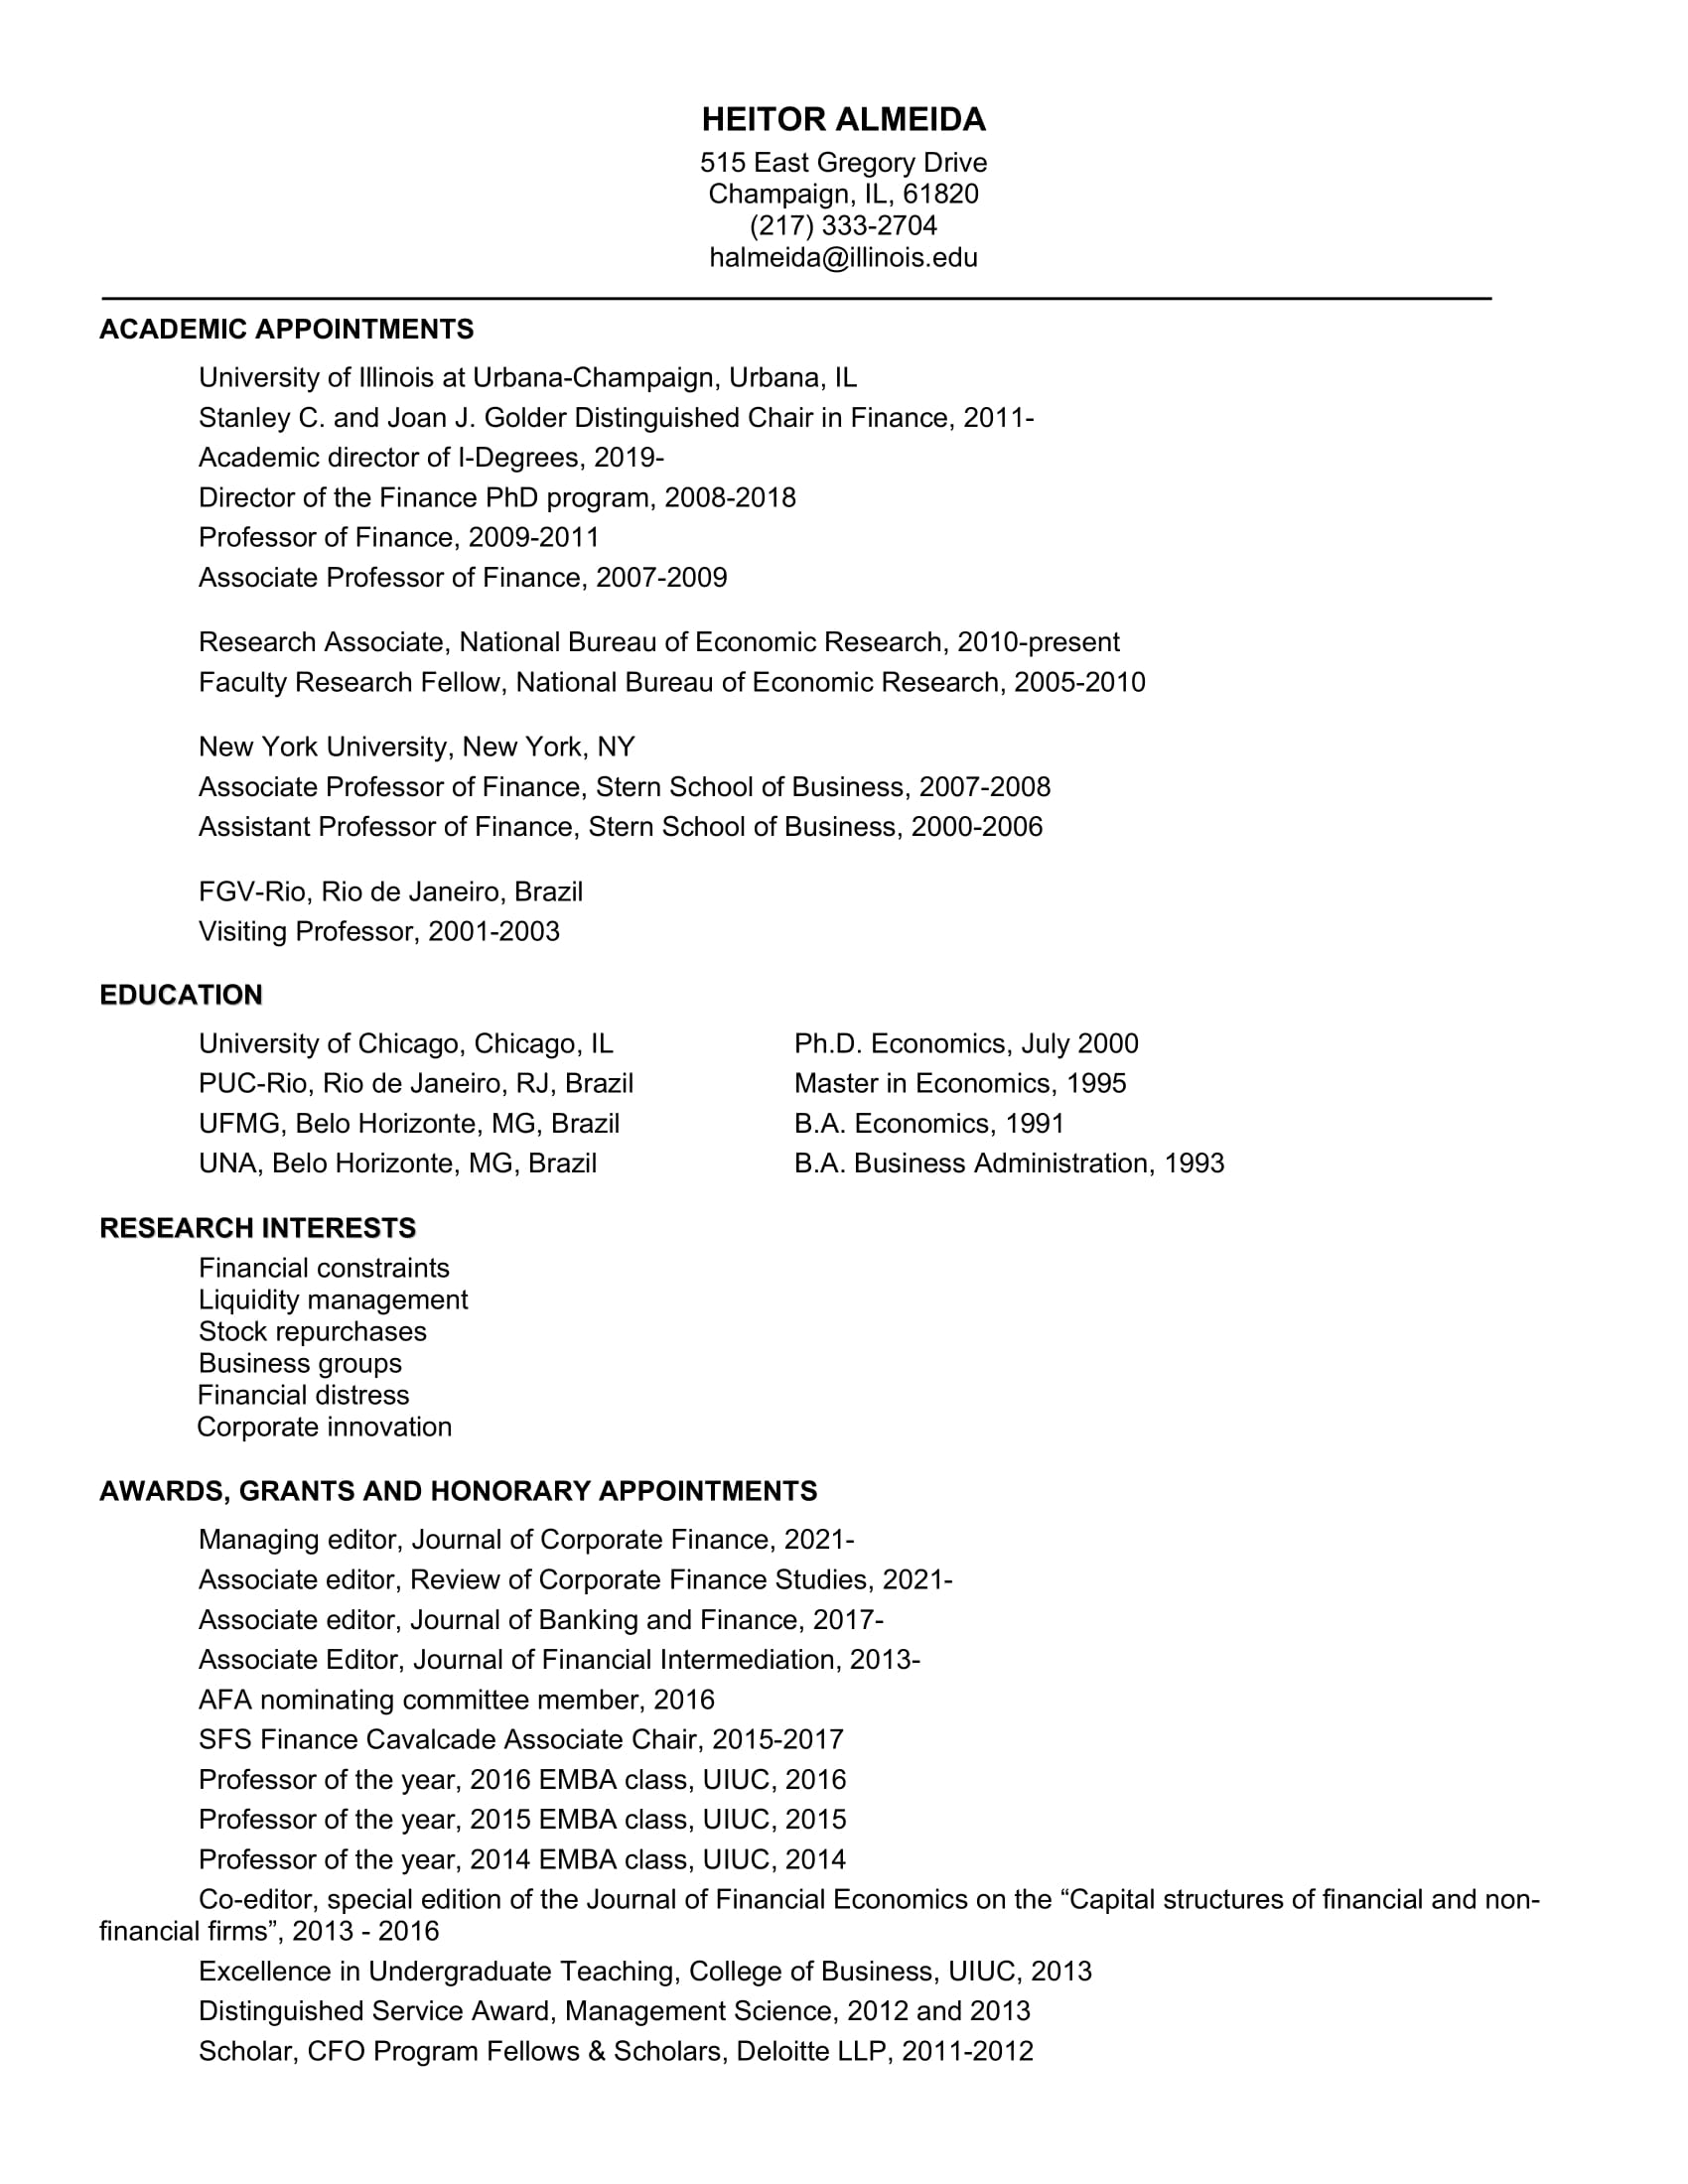 HEITOR ALMEIDA
515 East Gregory Drive
Champaign, IL, 61820
(217) 333-2704
halmeida@illinois.edu
ACADEMIC APPOINTMENTS
University of Illinois at Urbana-Champaign, Urbana, IL
Stanley C. and Joan J. Golder Distinguished Chair in Finance, 2011-
Academic director of I-Degrees, 2019-
Director of the Finance PhD program, 2008-2018
Professor of Finance, 2009-2011
Associate Professor of Finance, 2007-2009
Research Associate, National Bureau of Economic Research, 2010-present
Faculty Research Fellow, National Bureau of Economic Research, 2005-2010
New York University, New York, NY
Associate Professor of Finance, Stern School of Business, 2007-2008
Assistant Professor of Finance, Stern School of Business, 2000-2006
FGV-Rio, Rio de Janeiro, Brazil
Visiting Professor, 2001-2003
EDUCATION
University of Chicago, Chicago, IL Ph.D. Economics, July 2000
PUC-Rio, Rio de Janeiro, RJ, Brazil Master in Economics, 1995
UFMG, Belo Horizonte, MG, Brazil B.A. Economics, 1991
UNA, Belo Horizonte, MG, Brazil B.A. Business Administration, 1993
RESEARCH INTERESTS
Financial constraints
Liquidity management
Stock repurchases
Business groups
Financial distress
Corporate innovation
AWARDS, GRANTS AND HONORARY APPOINTMENTS
Managing editor, Journal of Corporate Finance, 2021-
Associate editor, Review of Corporate Finance Studies, 2021-
Associate editor, Journal of Banking and Finance, 2017-
Associate Editor, Journal of Financial Intermediation, 2013-
AFA nominating committee member, 2016
SFS Finance Cavalcade Associate Chair, 2015-2017
Professor of the year, 2016 EMBA class, UIUC, 2016
Professor of the year, 2015 EMBA class, UIUC, 2015
Professor of the year, 2014 EMBA class, UIUC, 2014
Co-editor, special edition of the Journal of Financial Economics on the “Capital structures of financial and non-
financial firms”, 2013 - 2016
Excellence in Undergraduate Teaching, College of Business, UIUC, 2013
Distinguished Service Award, Management Science, 2012 and 2013
Scholar, CFO Program Fellows & Scholars, Deloitte LLP, 2011-2012